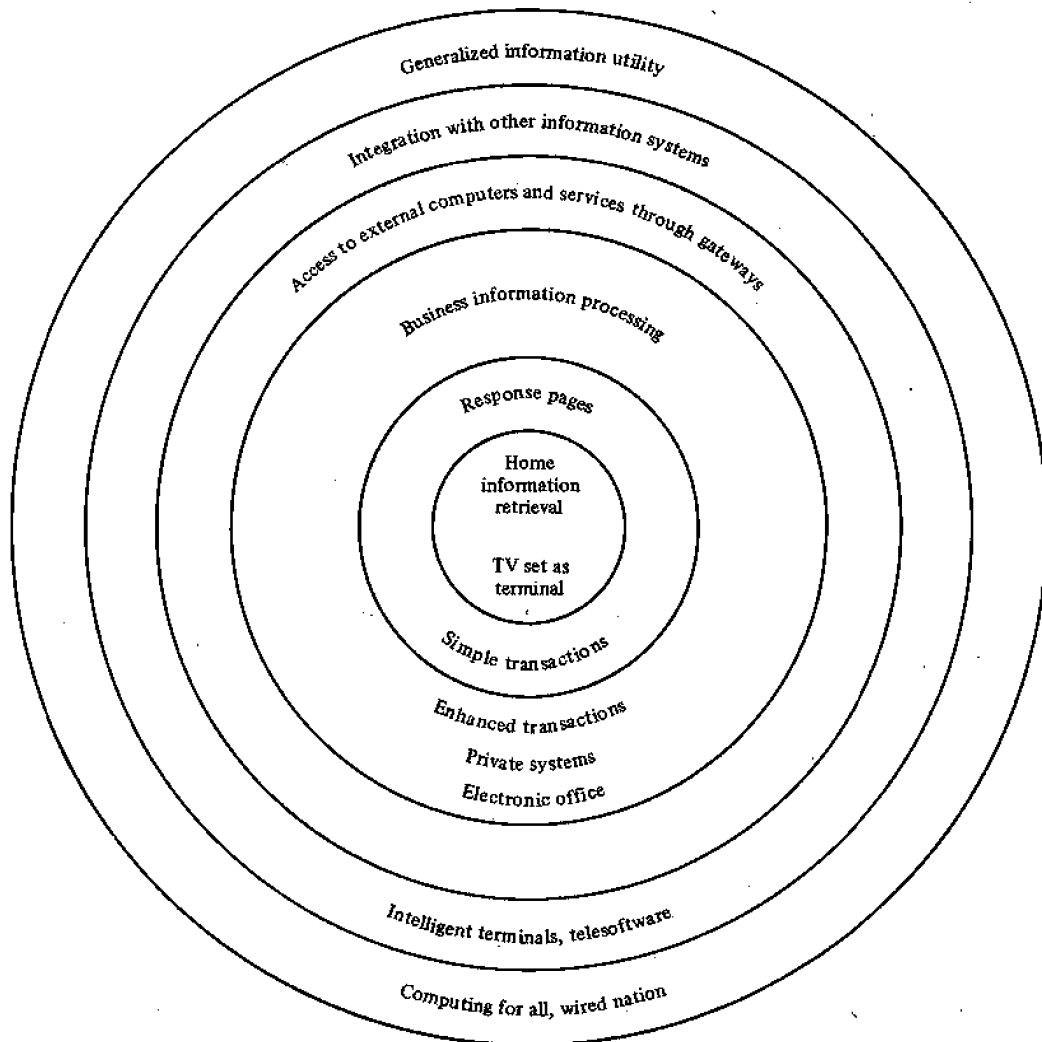 Generalized information utility
Integration with other information systems
Access to external computers and services through gateways
Business information processing
Response pages
Home
information
retrieval
TV set as
terminal
Simple transactions
Enhanced transactions
Private systems
Electronic office
Intelligent terminals, telesoftware
Computing for all, wired nation